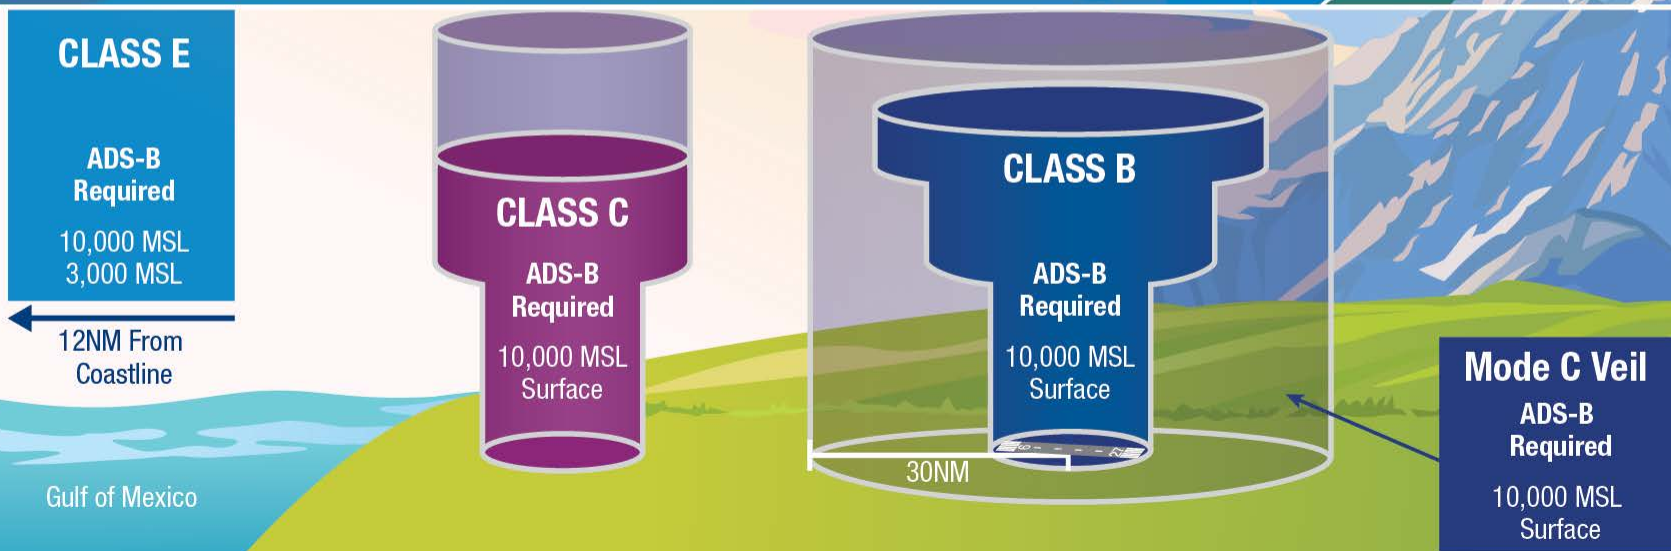 CLASS E
ADS-B
Required
10,000 MSL
3,000 MSL
12NM From
Coastline
Gulf of Mexico
CLASS C
ADS-B
Required
10,000 MSL
Surface
CLASS B
ADS-B
Required
10,000 MSL
Surface
30NM
Mode C Veil
ADS-B
Required
10,000 MSL
Surface